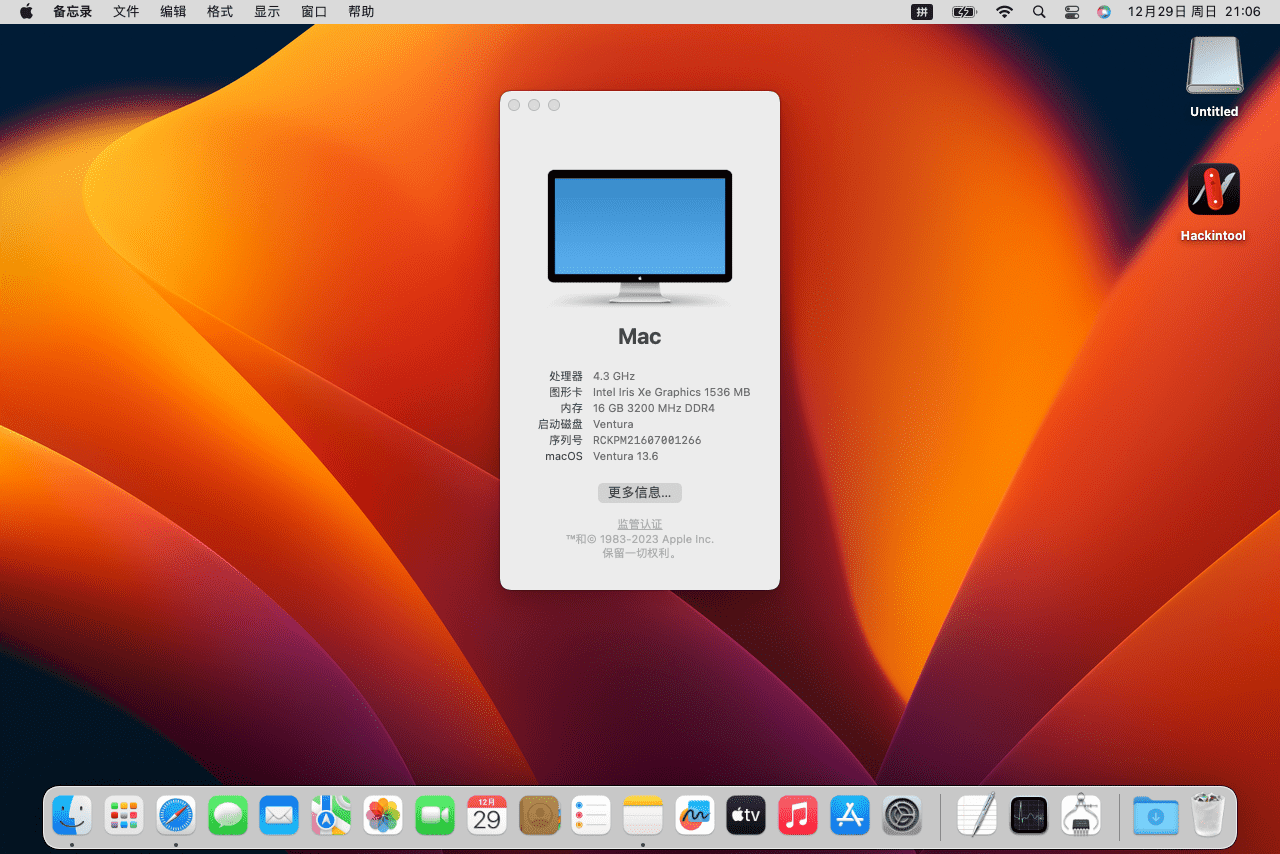 备忘录 文件 编辑 格式 显示 窗口 帮助 拼 12月29日 周日 21:06
Untitled
Hackintool
Mac
处理器 4.3 GHz
图形卡 Intel Iris Xe Graphics 1536 MB
内存 16 GB 3200 MHz DDR4
启动磁盘 Ventura
序列号 RCKPM21607001266
macOS Ventura 13.6
更多信息...
监管认证
™和© 1983-2023 Apple Inc.
保留一切权利。
12月
29
tv